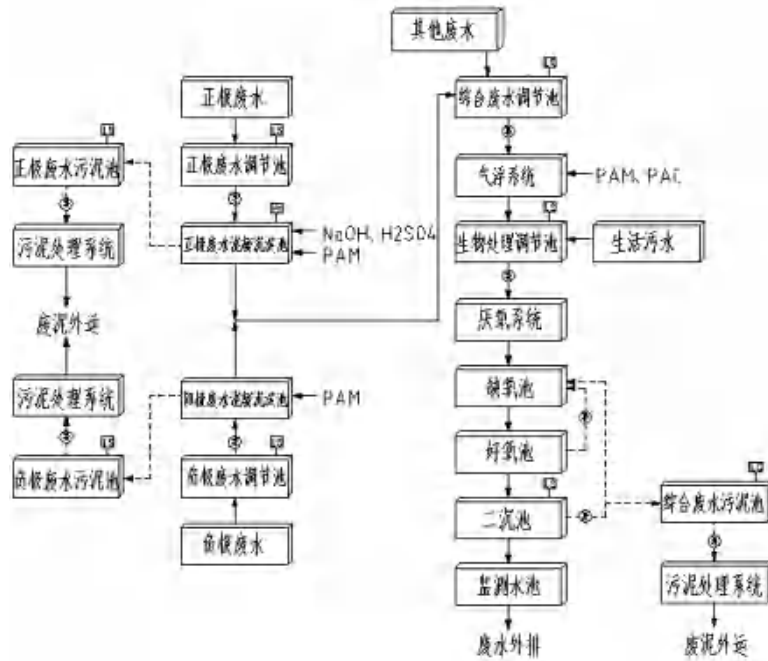 其他废水
正极废水
综合废水调节池
正极废水污泥池
正极废水调节池
气浮系统
PAM、PAC
污泥处理系统
正极废水混凝沉淀池
NaOH、H2SO4
PAM
生物处理调节池
生活污水
废泥外运
厌氧系统
污泥处理系统
负极废水混凝沉淀池
PAM
缺氧池
负极废水污泥池
负极废水调节池
好氧池
综合废水污泥池
负极废水
二沉池
监测水池
污泥处理系统
废水外排
废泥外运